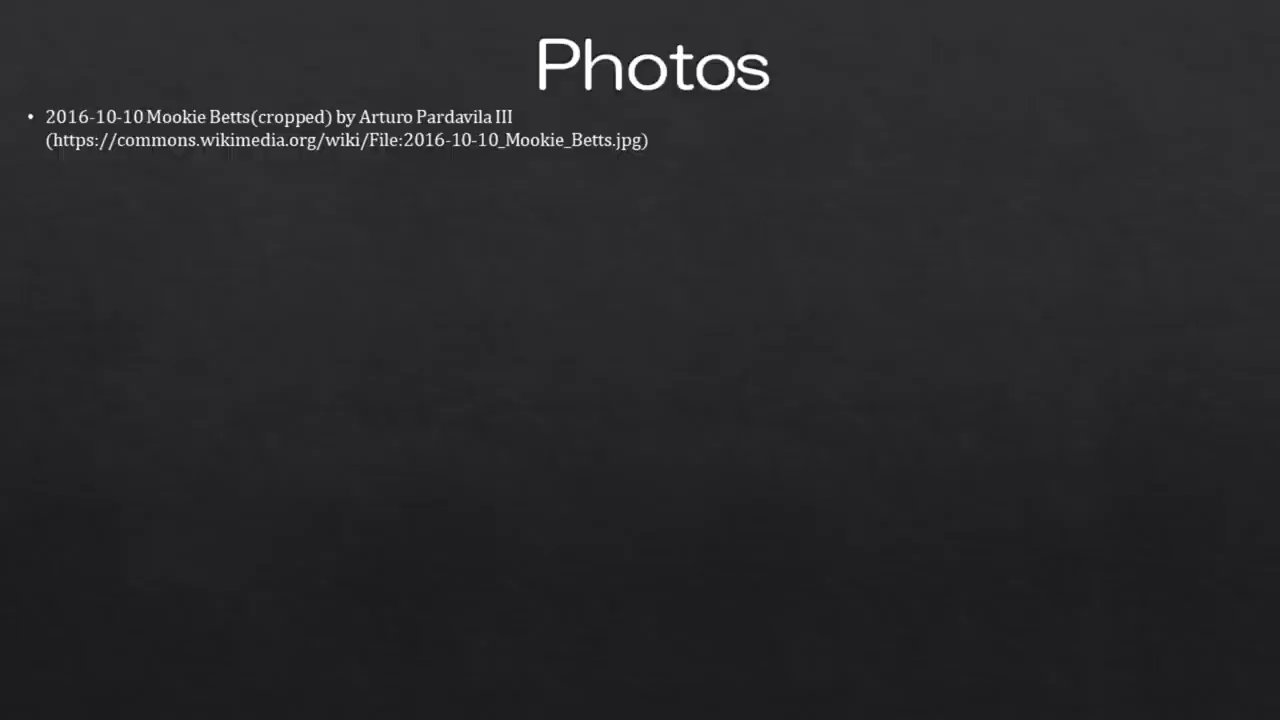 Photos
• 2016-10-10 Mookie Betts(cropped) by Arturo Pardavila III
(https://commons.wikimedia.org/wiki/File:2016-10-10_Mookie_Betts.jpg)